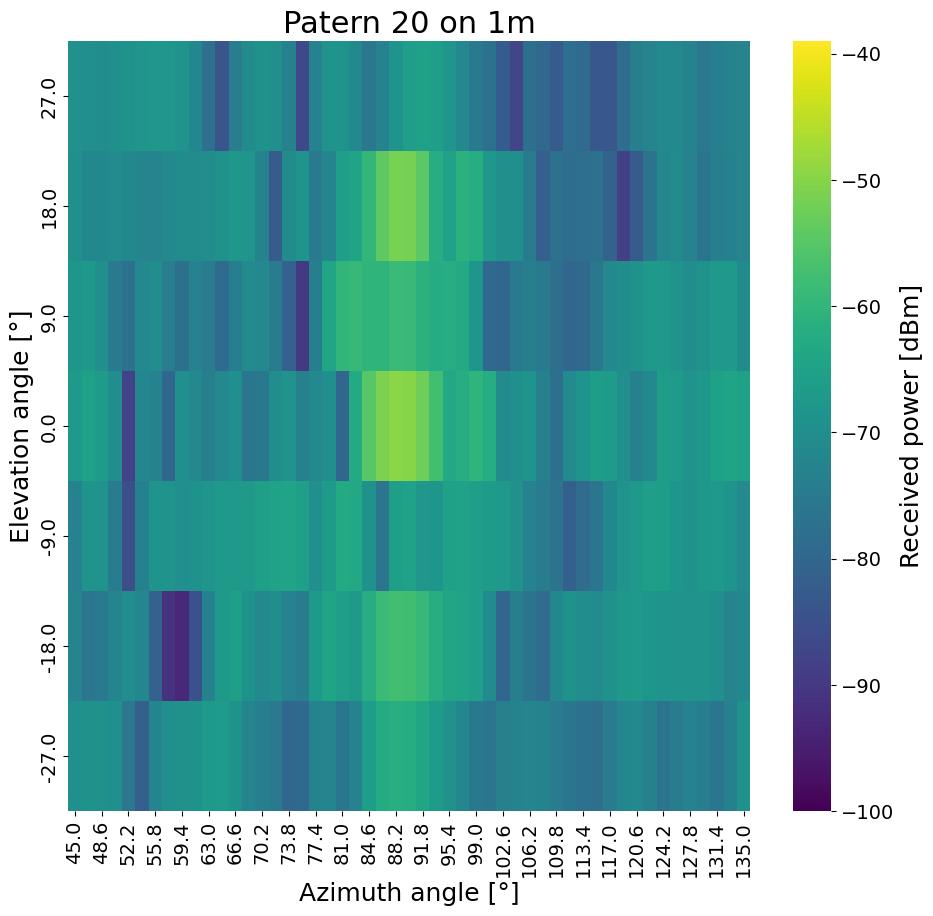 Patern 20 on 1m
Elevation angle [°]
27.0
18.0
9.0
0.0
-9.0
-18.0
-27.0
45.0 48.6 52.2 55.8 59.4 63.0 66.6 70.2 73.8 77.4 81.0 84.6 88.2 91.8 95.4 99.0 102.6 106.2 109.8 113.4 117.0 120.6 124.2 127.8 131.4 135.0
Azimuth angle [°]
−40
−50
−60
−70
−80
−90
−100
Received power [dBm]